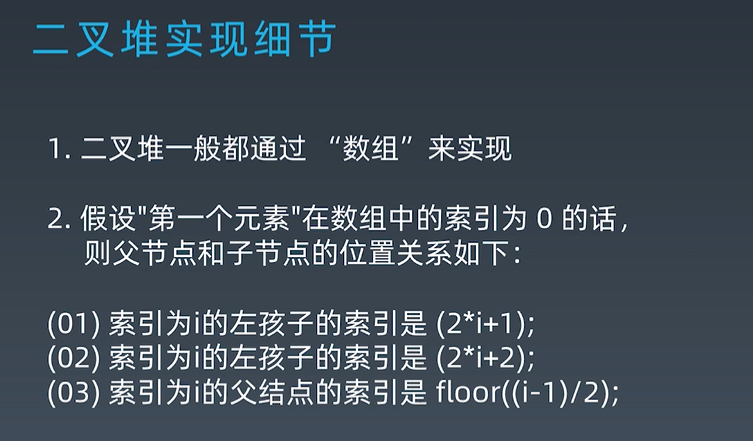 二叉堆实现细节
1. 二叉堆一般都通过 “数组” 来实现
2. 假设"第一个元素"在数组中的索引为 0 的话，
则父节点和子节点的位置关系如下：
(01) 索引为i的左孩子的索引是 (2*i+1);
(02) 索引为i的左孩子的索引是 (2*i+2);
(03) 索引为i的父结点的索引是 floor((i-1)/2);